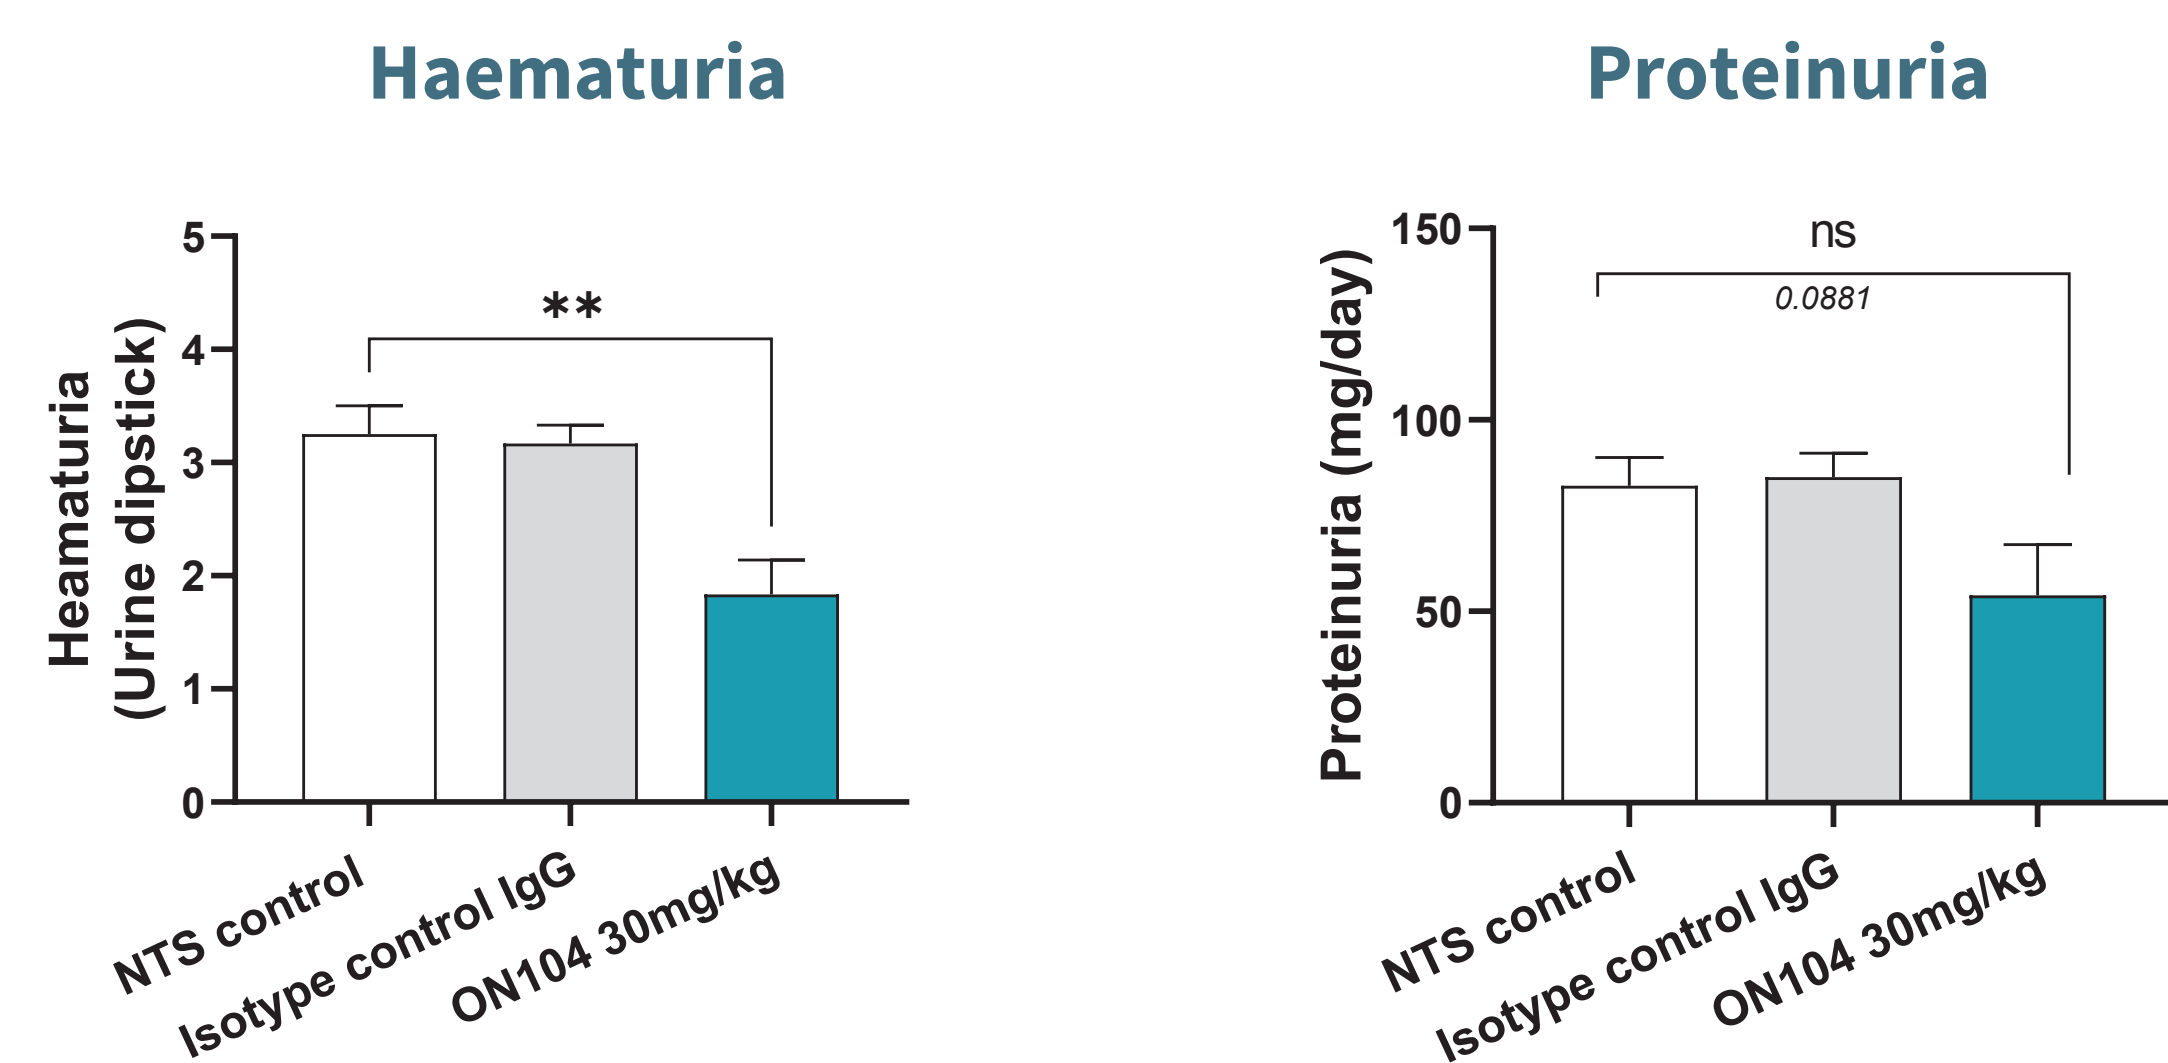 Haematuria
Heamaturia
(Urine dipstick)
5
4
3
2
1
0
**
NTS control
Isotype control IgG
ON104 30mg/kg
Proteinuria
Proteinuria (mg/day)
150
100
50
0
ns
0.0881
NTS control
Isotype control IgG
ON104 30mg/kg